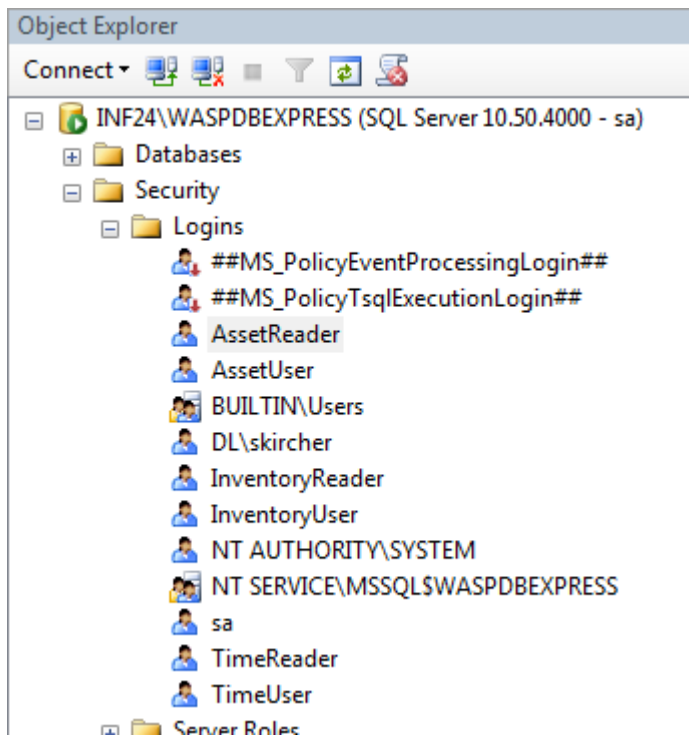 Object Explorer
Connect
INF24\WASPDBEXPRESS (SQL Server 10.50.4000 - sa)
Databases
Security
Logins
##MS_PolicyEventProcessingLogin##
##MS_PolicyTsqlExecutionLogin##
AssetReader
AssetUser
BUILTIN\Users
DL\skircher
InventoryReader
InventoryUser
NT AUTHORITY\SYSTEM
NT SERVICE\MSSQL$WASPDBEXPRESS
sa
TimeReader
TimeUser
Server Roles